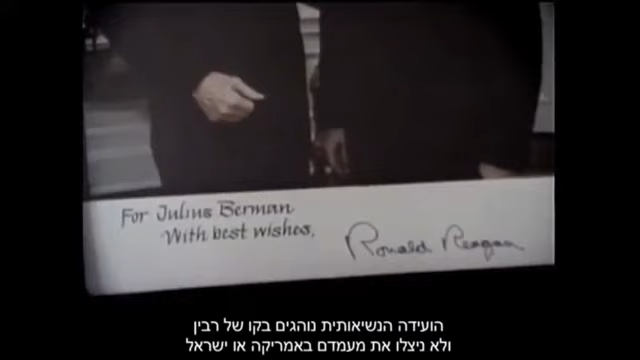 For Julius Berman
With best wishes,
Ronald Reagan
הועידה הנשיאותית נוהגים בקו של רבין
ולא ניצלו את מעמדם באמריקה או ישראל